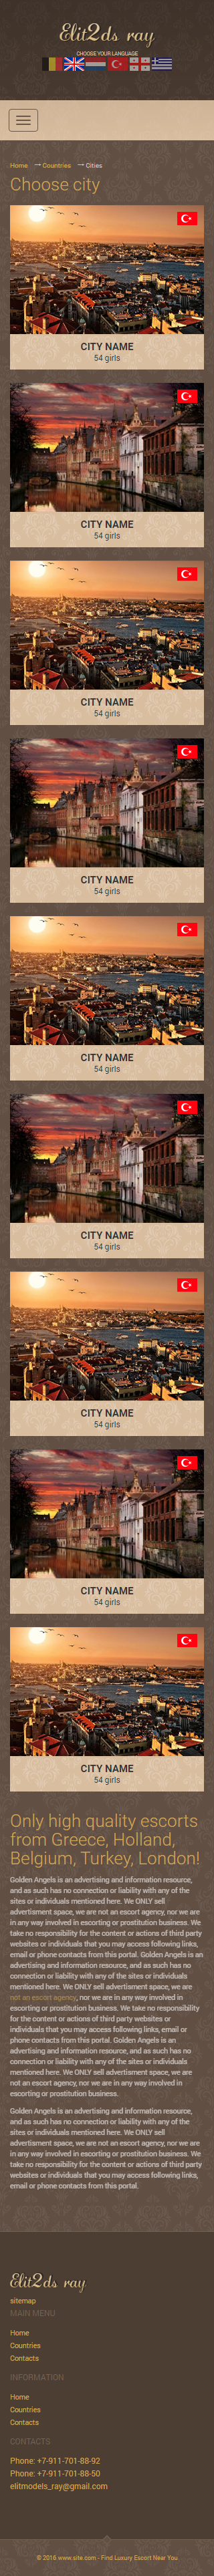 Elit2ds ray
CHOOSE YOUR LANGUAGE
Home → Countries → Cities
Choose city
CITY NAME
54 girls
CITY NAME
54 girls
CITY NAME
54 girls
CITY NAME
54 girls
CITY NAME
54 girls
CITY NAME
54 girls
CITY NAME
54 girls
CITY NAME
54 girls
CITY NAME
54 girls
Only high quality escorts
from Greece, Holland,
Belgium, Turkey, London!
Golden Angels is an advertising and information resource,
and as such has no connection or liability with any of the
sites or individuals mentioned here. We ONLY sell
advertisment space, we are not an escort agency, nor we are
in any way involved in escorting or prostitution business. We
take no responsibility for the content or actions of third party
websites or individuals that you may access following links,
email or phone contacts from this portal. Golden Angels is an
advertising and information resource, and as such has no
connection or liability with any of the sites or individuals
mentioned here. We ONLY sell advertisment space, we are
not an escort agency, nor we are in any way involved in
escorting or prostitution business. We take no responsibility
for the content or actions of third party websites or
individuals that you may access following links, email or
phone contacts from this portal. Golden Angels is an
advertising and information resource, and as such has no
connection or liability with any of the sites or individuals
mentioned here. We ONLY sell advertisment space, we are
not an escort agency, nor we are in any way involved in
escorting or prostitution business.
Golden Angels is an advertising and information resource,
and as such has no connection or liability with any of the
sites or individuals mentioned here. We ONLY sell
advertisment space, we are not an escort agency, nor we are
in any way involved in escorting or prostitution business. We
take no responsibility for the content or actions of third party
websites or individuals that you may access following links,
email or phone contacts from this portal.
Elit2ds ray
sitemap
MAIN MENU
Home
Countries
Contacts
INFORMATION
Home
Countries
Contacts
CONTACTS
Phone: +7-911-701-88-92
Phone: +7-911-701-88-50
elitmodels_ray@gmail.com
© 2016 www.site.com - Find Luxury Escort Near You